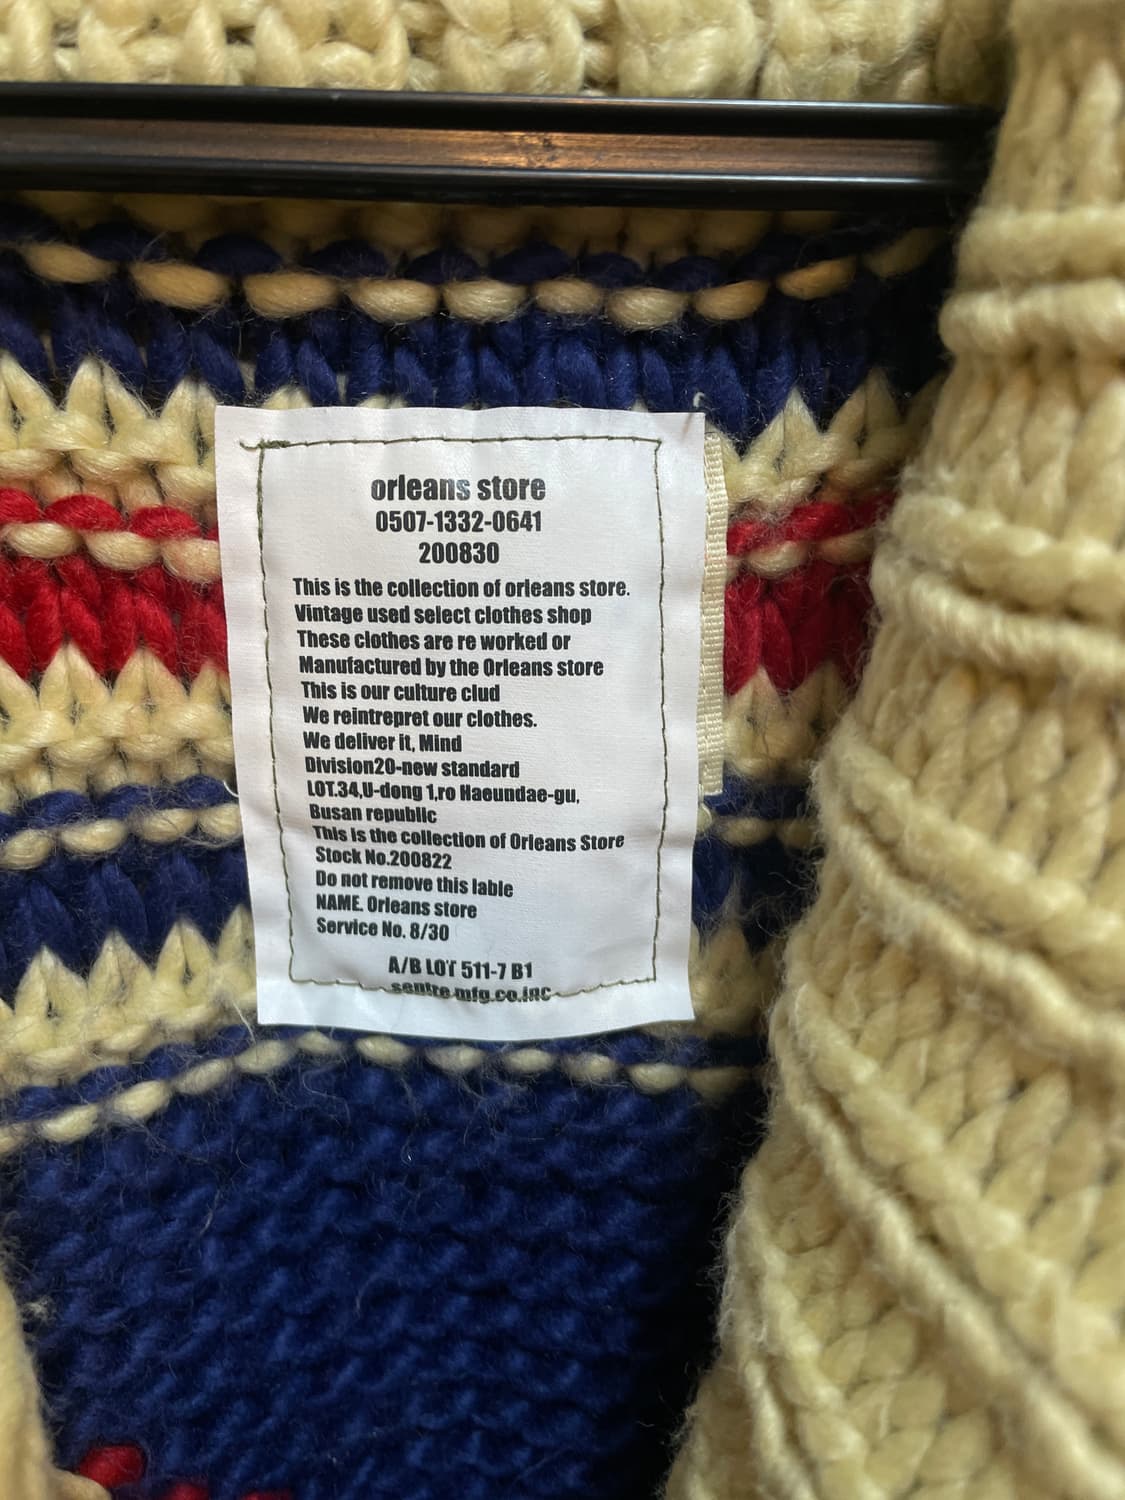 orleans store
0507-1332-0641
200830
This is the collection of orleans store.
Vintage used select clothes shop
These clothes are re worked or
Manufactured by the Orleans store
This is our culture clud
We reintrepret our clothes.
We deliver it, Mind
Division20-new standard
LOT.34,U-dong 1,ro Haeundae-gu,
Busan republic
This is the collection of Orleans Store
Stock No.200822
Do not remove this lable
NAME. Orleans store
Service No. 8/30
A/B LOT 511-7 B1
sentre mfg.co.inc